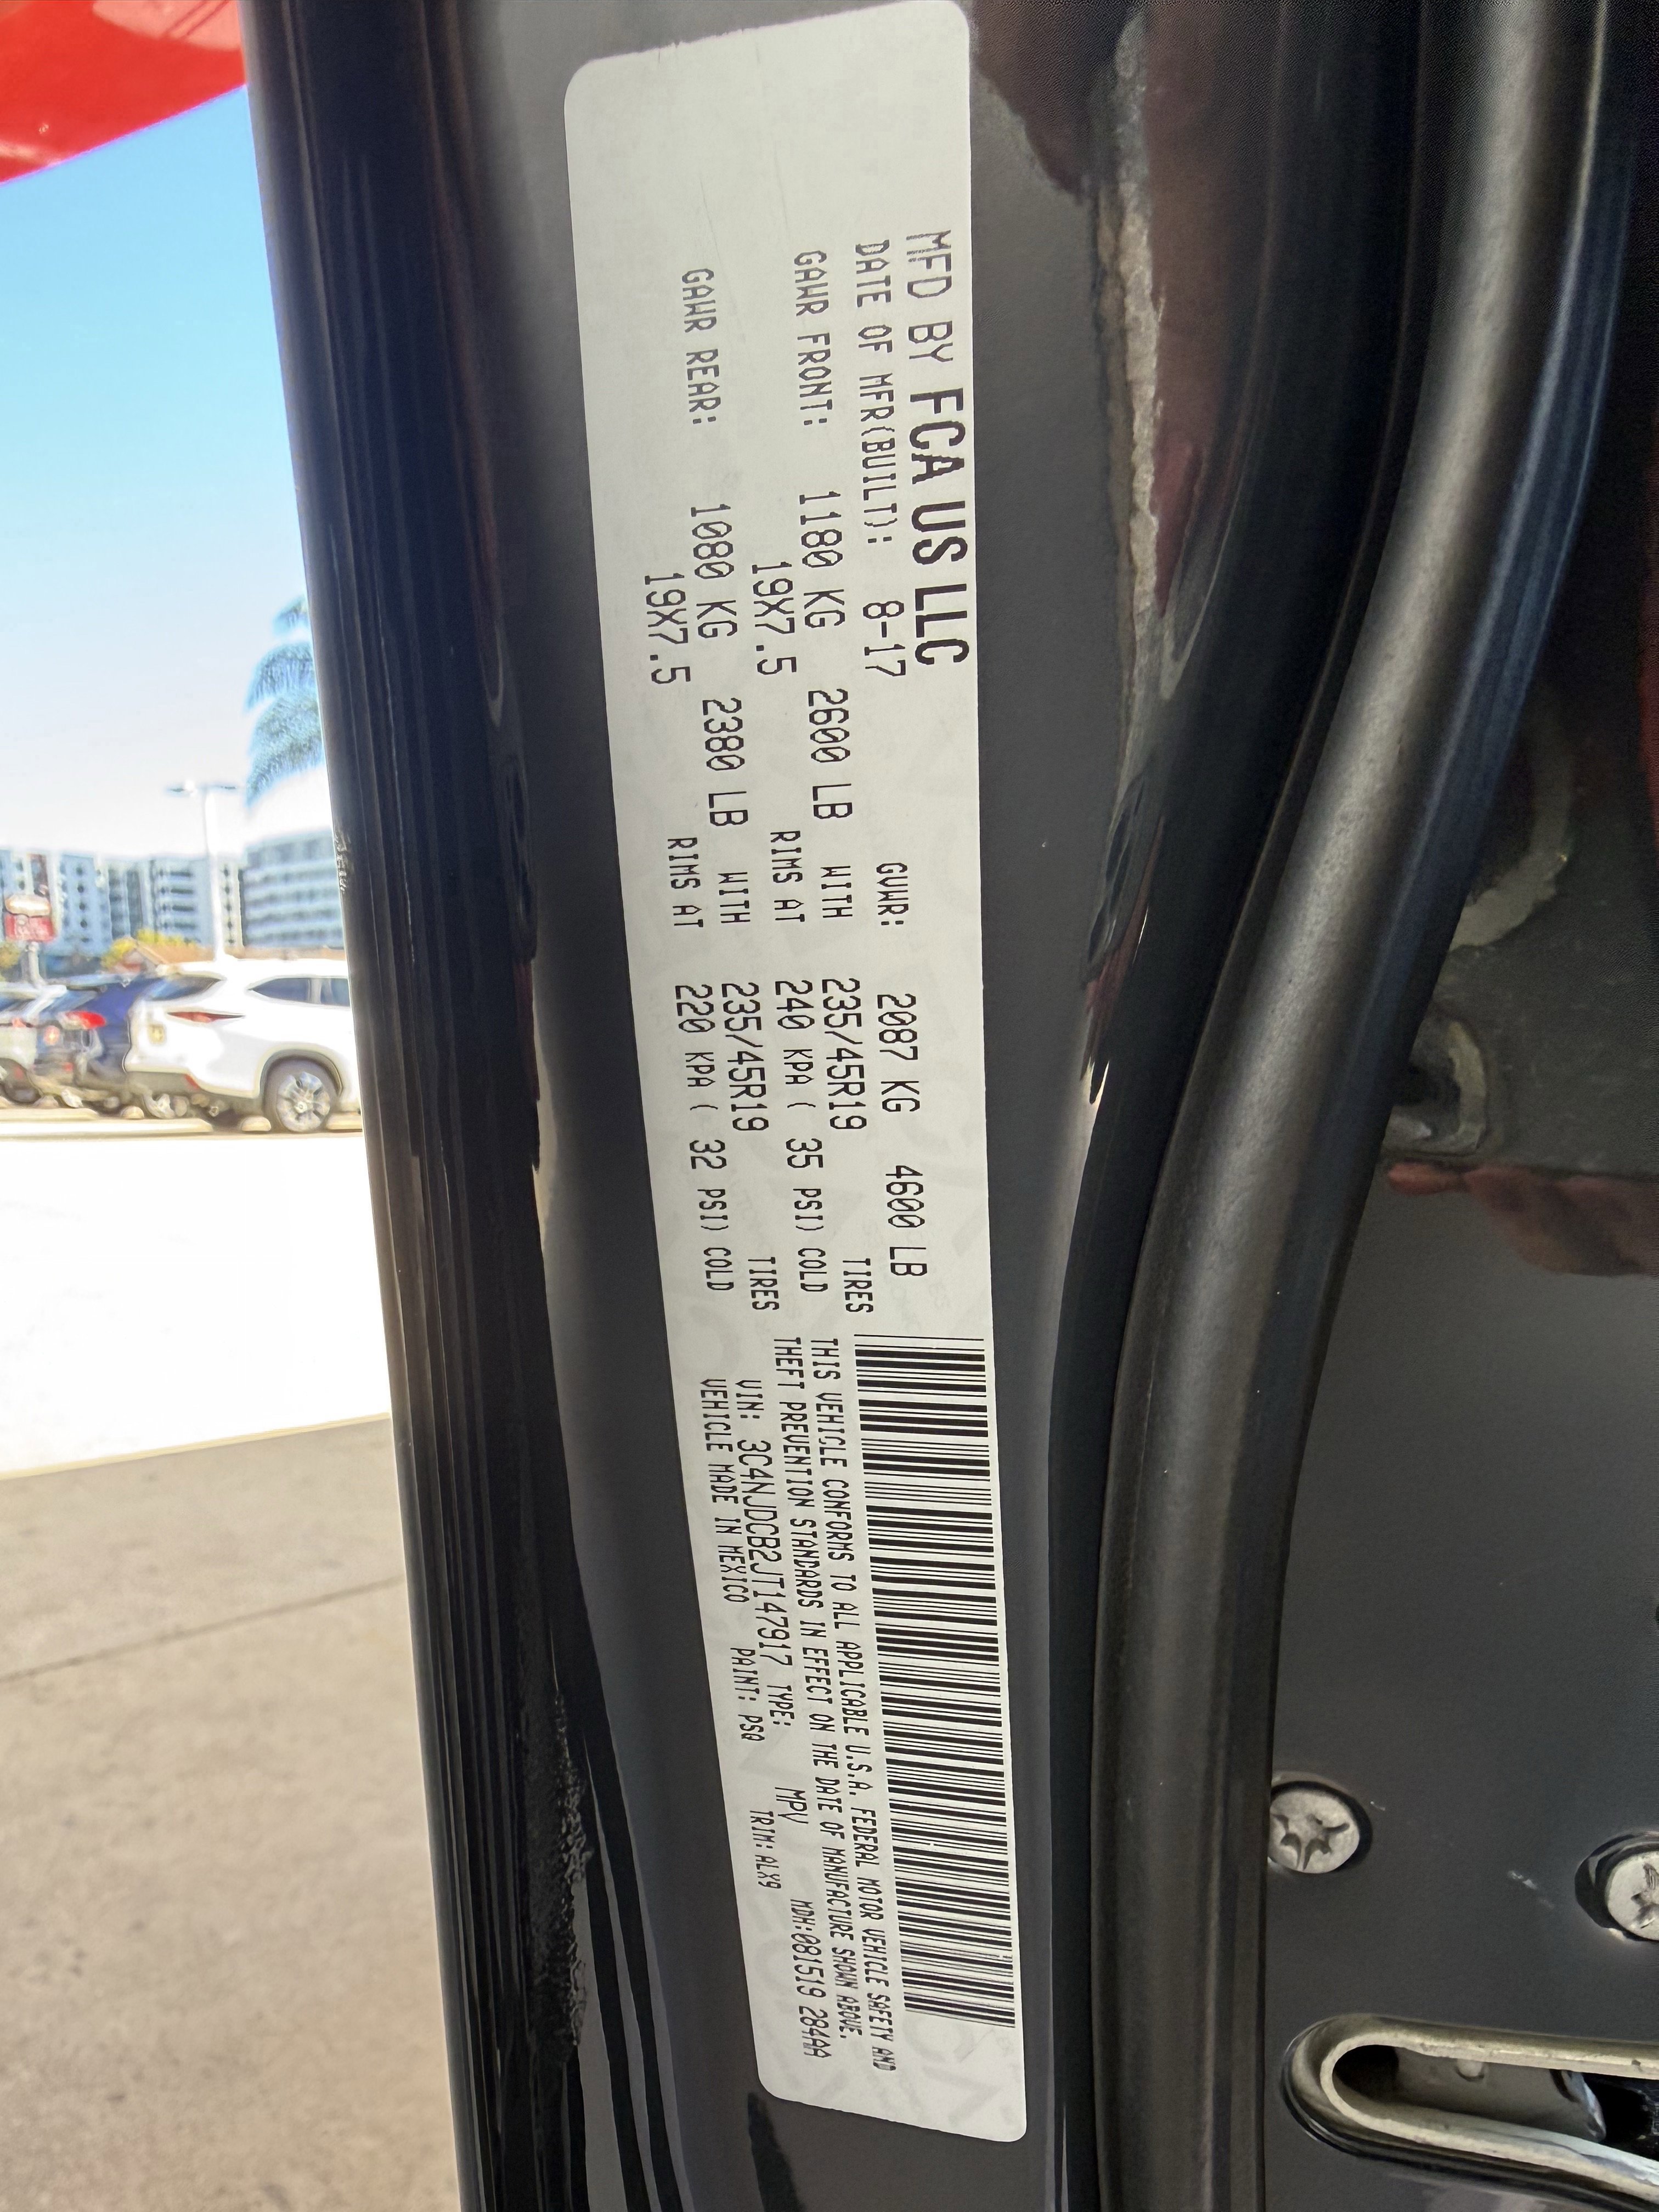 MFD BY FCA US LLC
DATE OF MFR(BUILT): 8-17 GVWR: 2087 KG 4600 LB
GAWR FRONT: 1180 KG 2600 LB WITH 235/45R19 TIRES
19X7.5 RIMS AT 240 KPA ( 35 PSI) COLD
GAWR REAR: 1080 KG 2380 LB WITH 235/45R19 TIRES
19X7.5 RIMS AT 220 KPA ( 32 PSI) COLD
THIS VEHICLE CONFORMS TO ALL APPLICABLE U.S.A. FEDERAL MOTOR VEHICLE SAFETY AND
THEFT PREVENTION STANDARDS IN EFFECT ON THE DATE OF MANUFACTURE SHOWN ABOVE.
VIN: 3C4NJDCB2JT147917 TYPE: MPV MDH:081519 284AA
VEHICLE MADE IN MEXICO PAINT: PSQ TRIM:ALX9